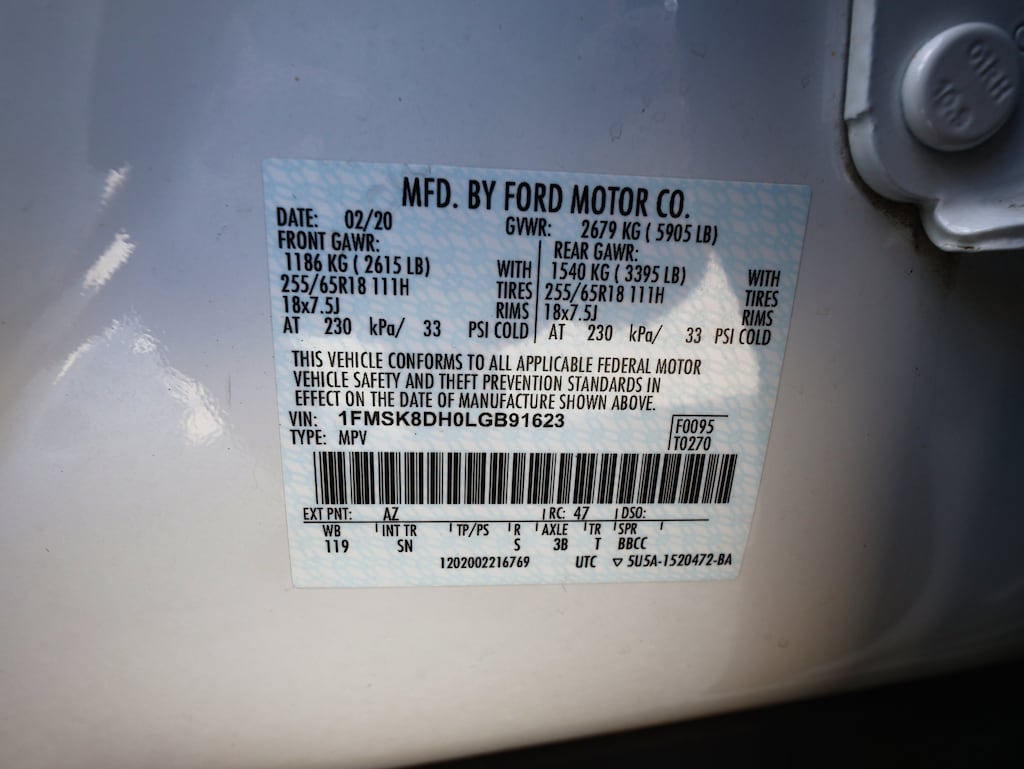 MFD. BY FORD MOTOR CO.
DATE: 02/20 GVWR: 2679 KG ( 5905 LB)
FRONT GAWR: REAR GAWR:
1186 KG ( 2615 LB) WITH 1540 KG ( 3395 LB) WITH
255/65R18 111H TIRES 255/65R18 111H TIRES
18x7.5J RIMS 18x7.5J RIMS
AT 230 kPa/ 33 PSI COLD AT 230 kPa/ 33 PSI COLD
THIS VEHICLE CONFORMS TO ALL APPLICABLE FEDERAL MOTOR
VEHICLE SAFETY AND THEFT PREVENTION STANDARDS IN
EFFECT ON THE DATE OF MANUFACTURE SHOWN ABOVE.
VIN: 1FMSK8DH0LGB91623 F0095
TYPE: MPV T0270
EXT PNT: AZ RC: 47 DSO:
WB INT TR TP/PS R AXLE TR SPR
119 SN S 3B T BBCC
1202002216769 UTC ▽ 5U5A-1520472-BA